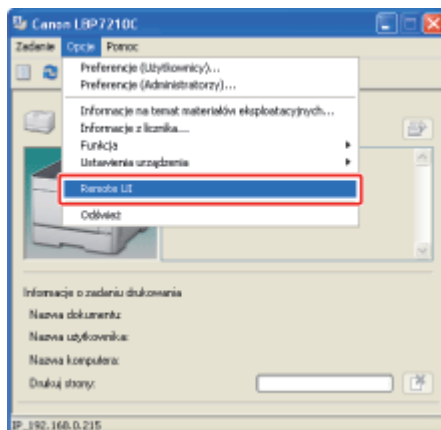 Canon LBP7210C
Zadanie Opcje Pomoc
Preferencje (Użytkownicy)...
Preferencje (Administratorzy)...
Informacje na temat materiałów eksploatacyjnych...
Informacje z licznika...
Funkcja
Ustawienia urządzenia
Remote UI
Odśwież
Informacje o zadaniu drukowania
Nazwa dokumentu:
Nazwa użytkownika:
Nazwa komputera:
Drukuj strony:
IP_192.168.0.215